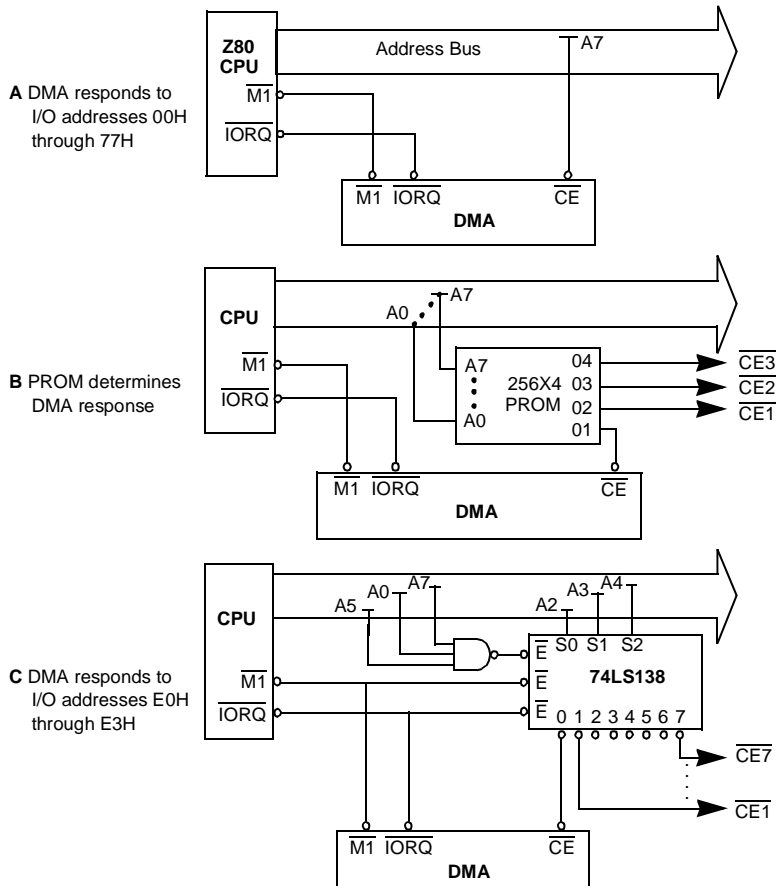 Z80
CPU
Address Bus
A7
A DMA responds to
I/O addresses 00H
through 77H
M1
IORQ
M1 IORQ CE
DMA
CPU
A0
A7
B PROM determines
DMA response
M1
IORQ
A7
A0
256X4
PROM
04
03
02
01
CE3
CE2
CE1
M1 IORQ CE
DMA
CPU
A5
A0
A7
A2
A3
A4
C DMA responds to
I/O addresses E0H
through E3H
M1
IORQ
E
E
E
S0 S1 S2
74LS138
0 1 2 3 4 5 6 7
CE7
CE1
M1 IORQ CE
DMA